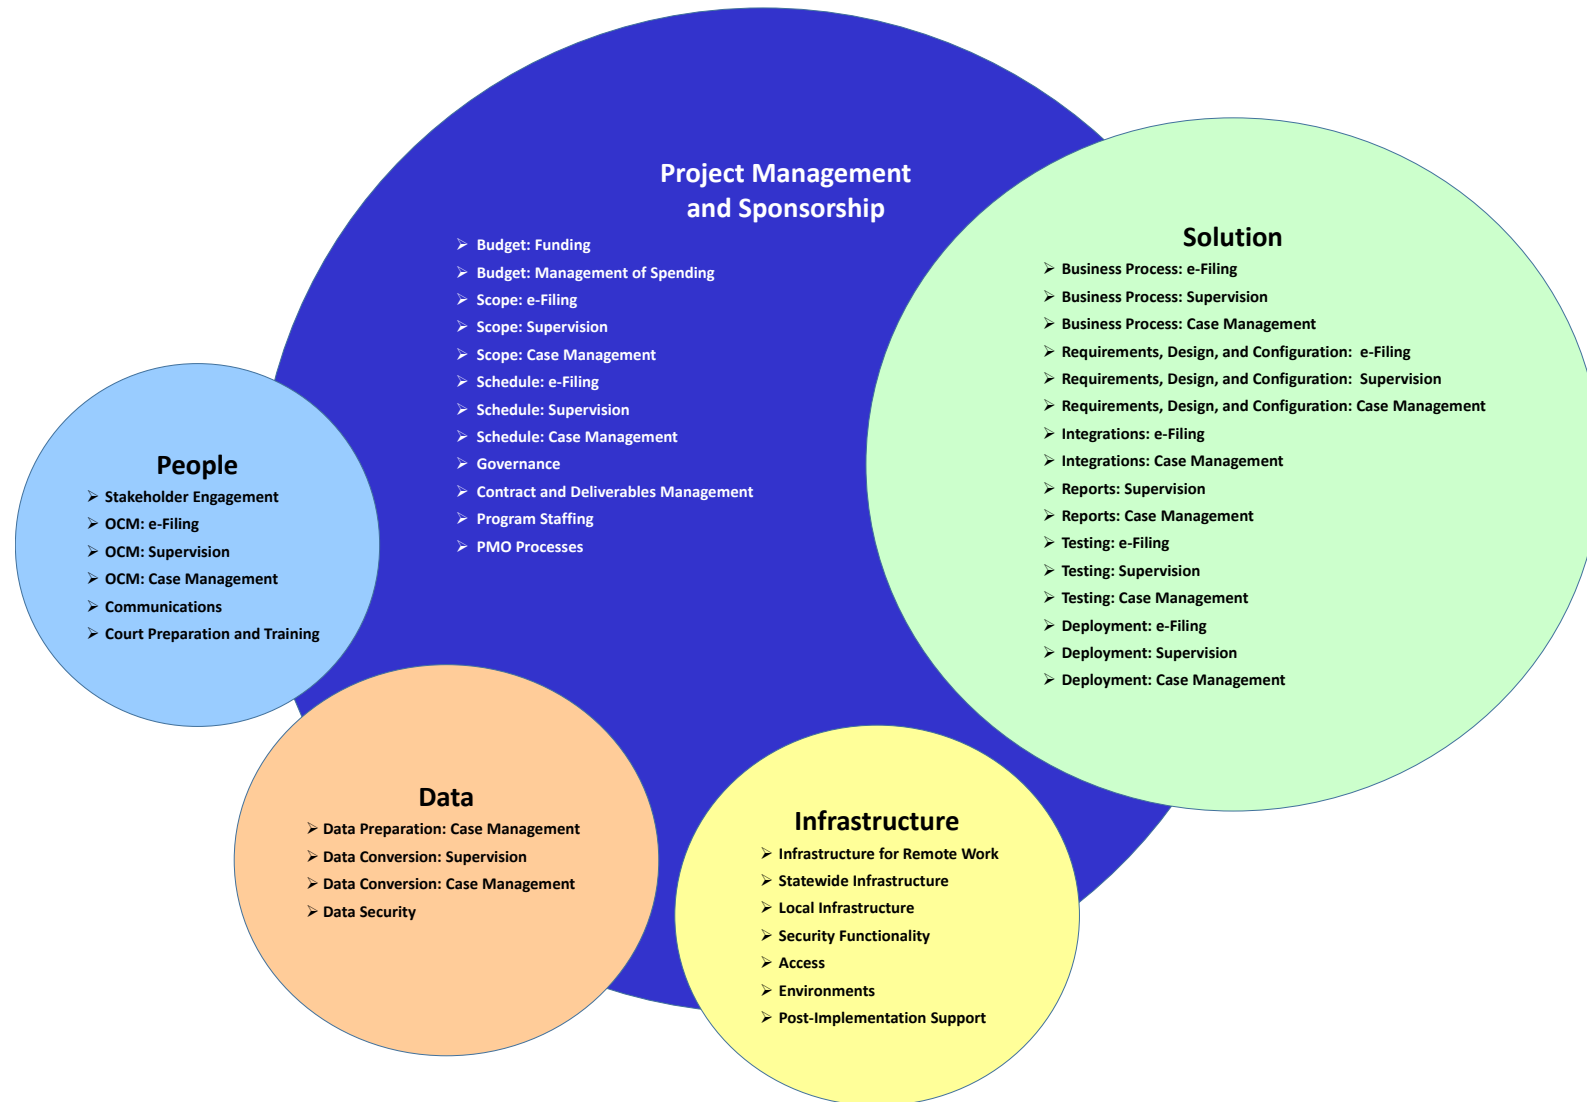 Project Management
and Sponsorship
➢ Budget: Funding
➢ Budget: Management of Spending
➢ Scope: e-Filing
➢ Scope: Supervision
➢ Scope: Case Management
➢ Schedule: e-Filing
➢ Schedule: Supervision
➢ Schedule: Case Management
➢ Governance
➢ Contract and Deliverables Management
➢ Program Staffing
➢ PMO Processes
Solution
➢ Business Process: e-Filing
➢ Business Process: Supervision
➢ Business Process: Case Management
➢ Requirements, Design, and Configuration:  e-Filing
➢ Requirements, Design, and Configuration:  Supervision
➢ Requirements, Design, and Configuration: Case Management
➢ Integrations: e-Filing
➢ Integrations: Case Management
➢ Reports: Supervision
➢ Reports: Case Management
➢ Testing: e-Filing
➢ Testing: Supervision
➢ Testing: Case Management
➢ Deployment: e-Filing
➢ Deployment: Supervision
➢ Deployment: Case Management
People
➢ Stakeholder Engagement
➢ OCM: e-Filing
➢ OCM: Supervision
➢ OCM: Case Management
➢ Communications
➢ Court Preparation and Training
Data
➢ Data Preparation: Case Management
➢ Data Conversion: Supervision
➢ Data Conversion: Case Management
➢ Data Security
Infrastructure
➢ Infrastructure for Remote Work
➢ Statewide Infrastructure
➢ Local Infrastructure
➢ Security Functionality
➢ Access
➢ Environments
➢ Post-Implementation Support